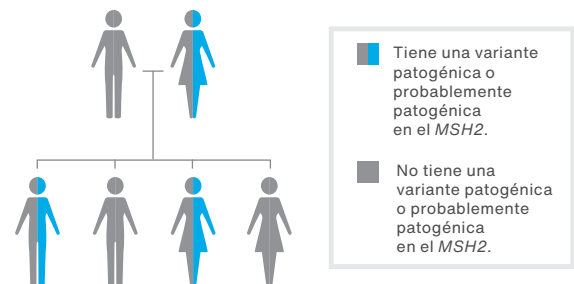 Tiene una variante
patogénica o
probablemente
patogénica
en el MSH2.
No tiene una
variante patogénica
o probablemente
patogénica
en el MSH2.